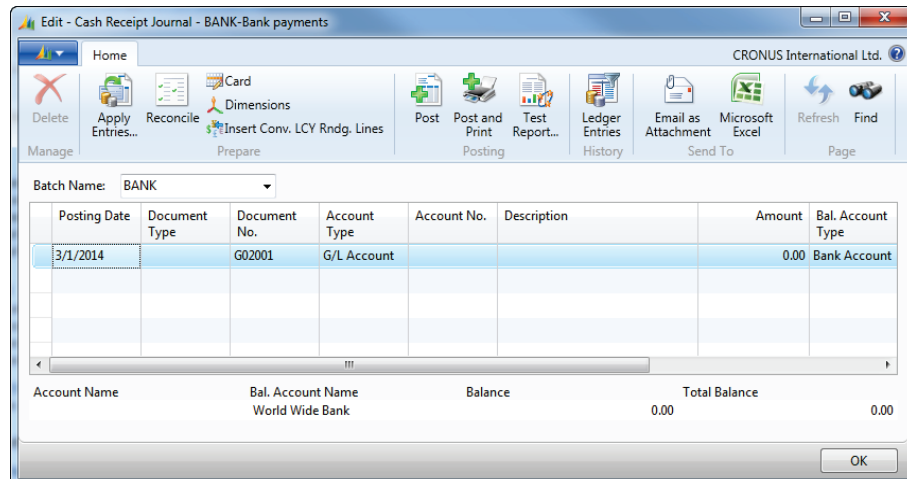 Edit - Cash Receipt Journal - BANK-Bank payments
Home
CRONUS International Ltd.
Delete
Apply Entries...
Reconcile
Card
Dimensions
Insert Conv. LCY Rndg. Lines
Post
Post and Print
Test Report...
Ledger Entries
Email as Attachment
Microsoft Excel
Refresh
Find
Manage
Prepare
Posting
History
Send To
Page
Batch Name: BANK
Posting Date Document Type Document No. Account Type Account No. Description Amount Bal. Account Type
3/1/2014 G02001 G/L Account 0.00 Bank Account
Account Name Bal. Account Name Balance Total Balance
World Wide Bank 0.00 0.00
OK